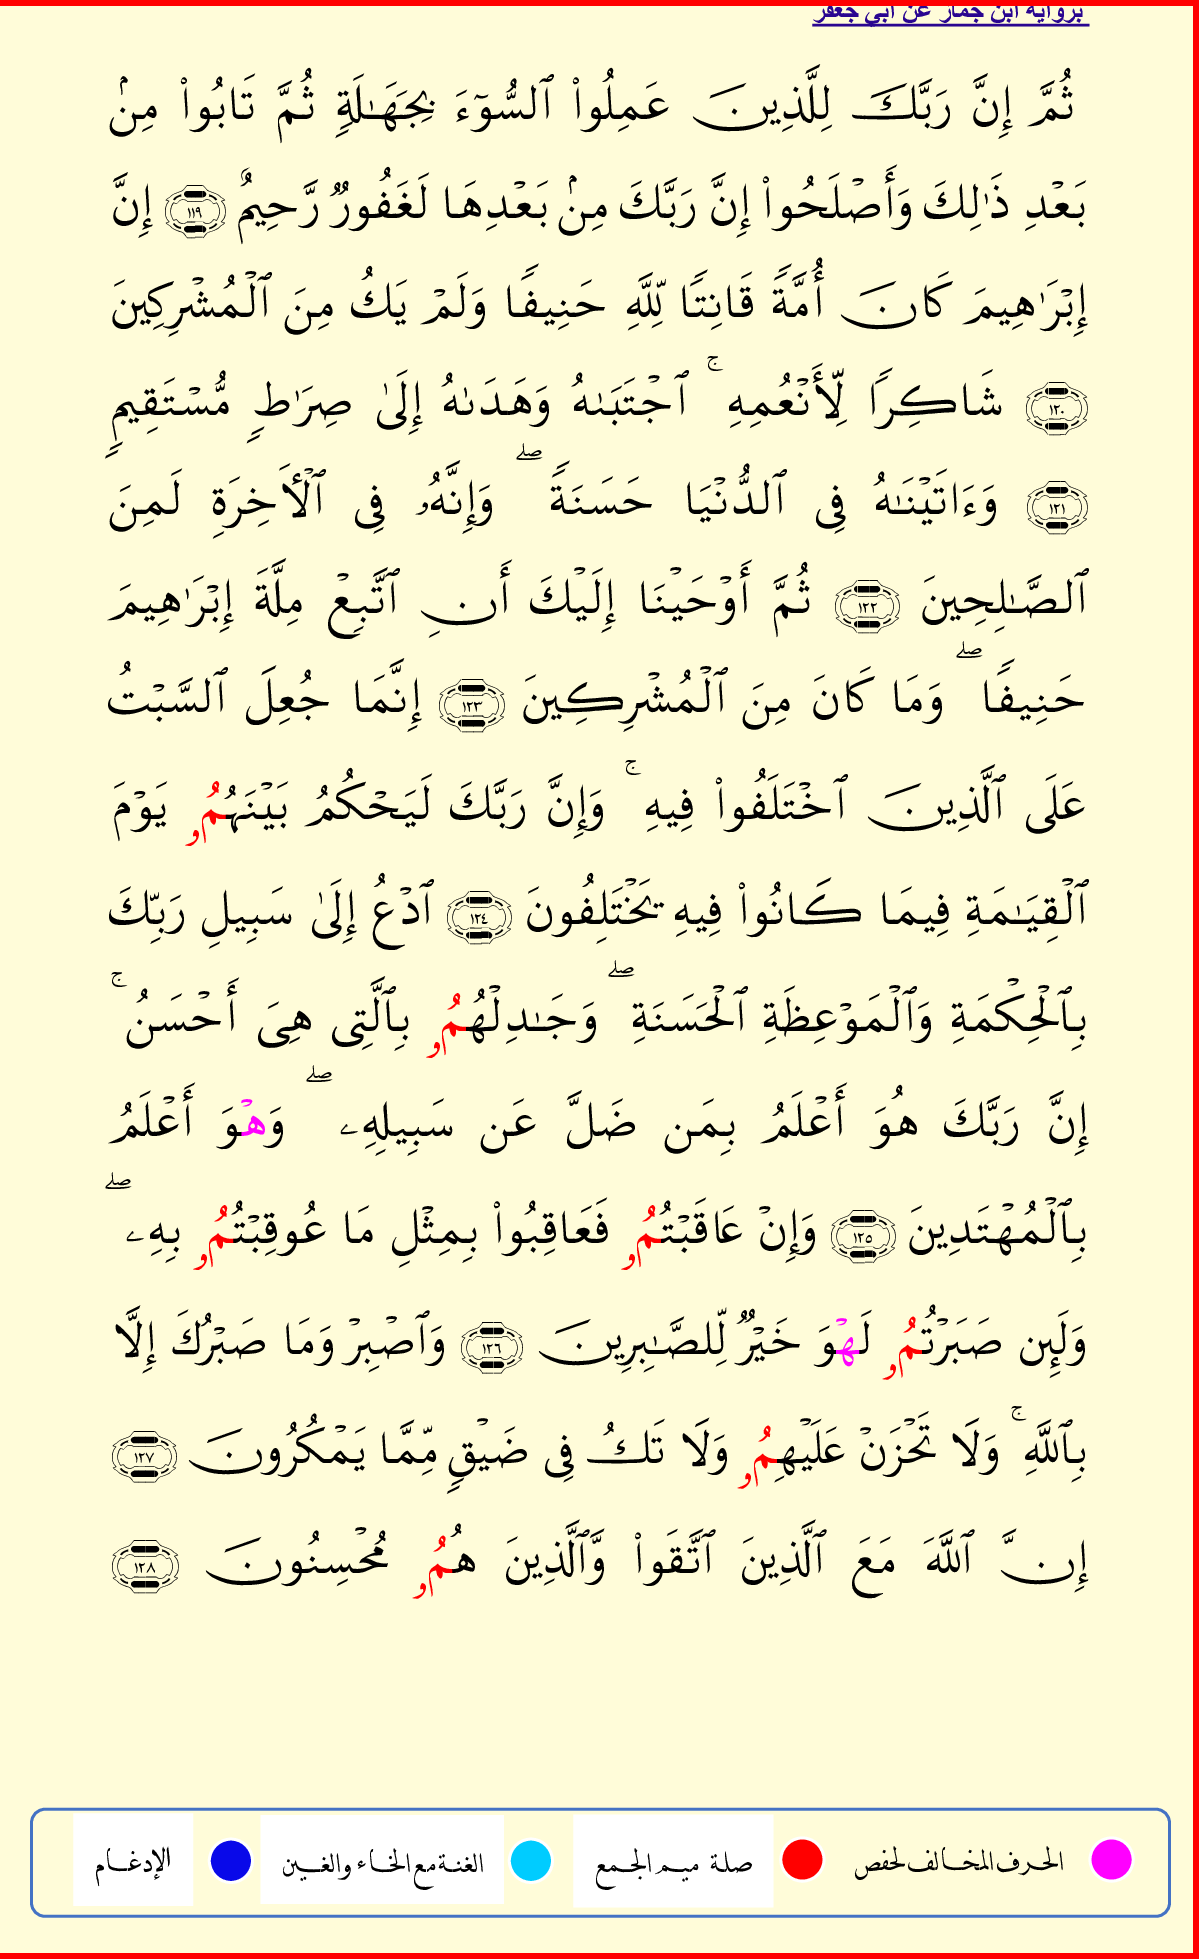 برواية ابن جماز عن أبي جعفر
ثُمَّ إِنَّ رَبَّكَ لِلَّذِينَ عَمِلُوا۟ ٱلسُّوٓءَ بِجَهَـٰلَةٍۢ ثُمَّ تَابُوا۟ مِنۢ
بَعْدِ ذَٰلِكَ وَأَصْلَحُوٓا۟ إِنَّ رَبَّكَ مِنۢ بَعْدِهَا لَغَفُورٌۭ رَّحِيمٌ ١١٩ إِنَّ
إِبْرَٰهِيمَ كَانَ أُمَّةًۭ قَانِتًۭا لِّلَّهِ حَنِيفًۭا وَلَمْ يَكُ مِنَ ٱلْمُشْرِكِينَ
١٢٠ شَاكِرًۭا لِّأَنْعُمِهِ ۚ ٱجْتَبَىٰهُ وَهَدَىٰهُ إِلَىٰ صِرَٰطٍۢ مُّسْتَقِيمٍۢ
١٢١ وَءَاتَيْنَـٰهُ فِى ٱلدُّنْيَا حَسَنَةًۭ ۖ وَإِنَّهُۥ فِى ٱلْأَخِرَةِ لَمِنَ
ٱلصَّـٰلِحِينَ ١٢٢ ثُمَّ أَوْحَيْنَا إِلَيْكَ أَنِ ٱتَّبِعْ مِلَّةَ إِبْرَٰهِيمَ
حَنِيفًۭا ۖ وَمَا كَانَ مِنَ ٱلْمُشْرِكِينَ ١٢٣ إِنَّمَا جُعِلَ ٱلسَّبْتُ
عَلَى ٱلَّذِينَ ٱخْتَلَفُوا۟ فِيهِ ۚ وَإِنَّ رَبَّكَ لَيَحْكُمُ بَيْنَهُمُۥ يَوْمَ
ٱلْقِيَـٰمَةِ فِيمَا كَانُوا۟ فِيهِ يَخْتَلِفُونَ ١٢٤ ٱدْعُ إِلَىٰ سَبِيلِ رَبِّكَ
بِٱلْحِكْمَةِ وَٱلْمَوْعِظَةِ ٱلْحَسَنَةِ ۖ وَجَـٰدِلْهُمُۥ بِٱلَّتِى هِىَ أَحْسَنُ ۚ
إِنَّ رَبَّكَ هُوَ أَعْلَمُ بِمَن ضَلَّ عَن سَبِيلِهِۦ ۖ وَهْوَ أَعْلَمُ
بِٱلْمُهْتَدِينَ ١٢٥ وَإِنْ عَاقَبْتُمُۥ فَعَاقِبُوا۟ بِمِثْلِ مَا عُوقِبْتُمُۥ بِهِۦ ۖ
وَلَئِن صَبَرْتُمُۥ لَهْوَ خَيْرٌۭ لِّلصَّـٰبِرِينَ ١٢٦ وَٱصْبِرْ وَمَا صَبْرُكَ إِلَّا
بِٱللَّهِ ۚ وَلَا تَحْزَنْ عَلَيْهِمُۥ وَلَا تَكُ فِى ضَيْقٍۢ مِّمَّا يَمْكُرُونَ ١٢٧
إِنَّ ٱللَّهَ مَعَ ٱلَّذِينَ ٱتَّقَوا۟ وَّٱلَّذِينَ هُمُۥ مُحْسِنُونَ ١٢٨
الحرف المخالف لحفص صلة ميم الجمع الغنة مع الخاء والغين الإدغام